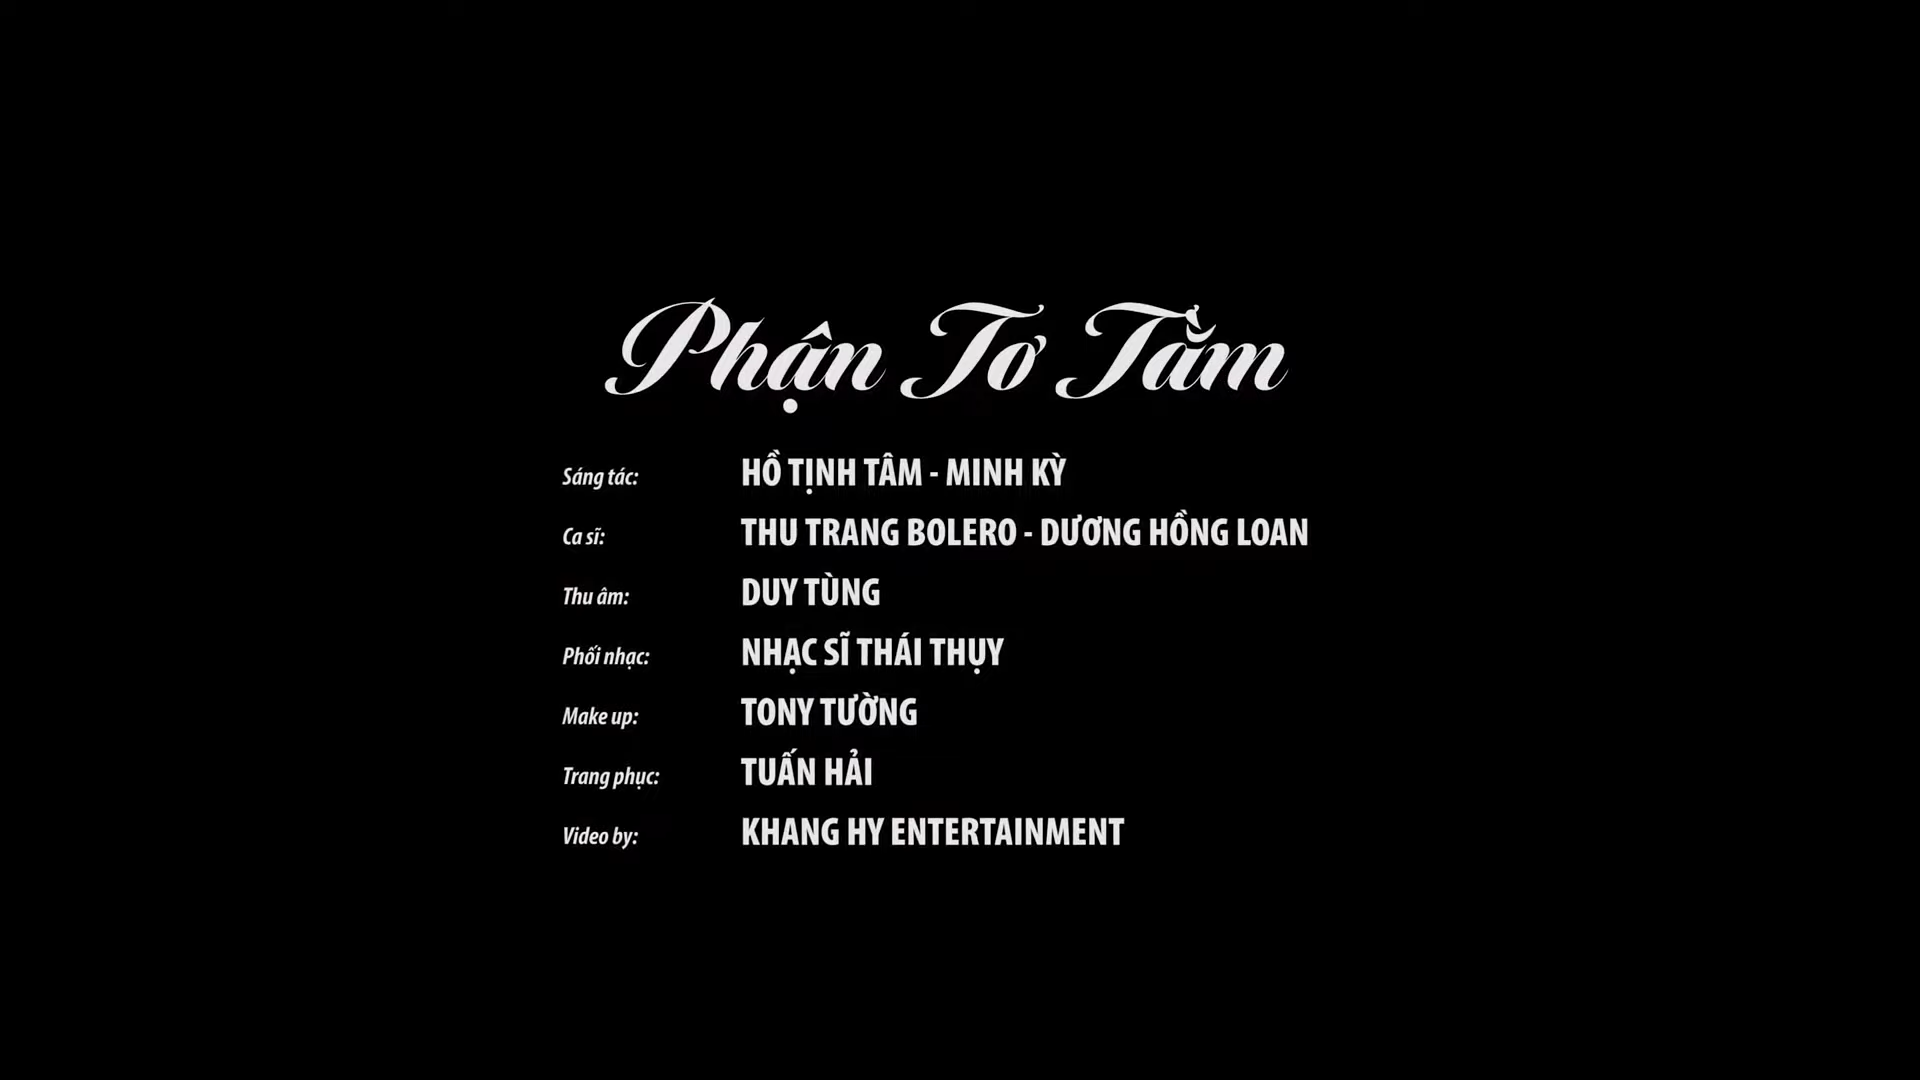 Phận Tơ Tằm
Sáng tác: HỒ TỊNH TÂM - MINH KỲ
Ca sĩ: THU TRANG BOLERO - DƯƠNG HỒNG LOAN
Thu âm: DUY TÙNG
Phối nhạc: NHẠC SĨ THÁI THỤY
Make up: TONY TƯỜNG
Trang phục: TUẤN HẢI
Video by: KHANG HY ENTERTAINMENT